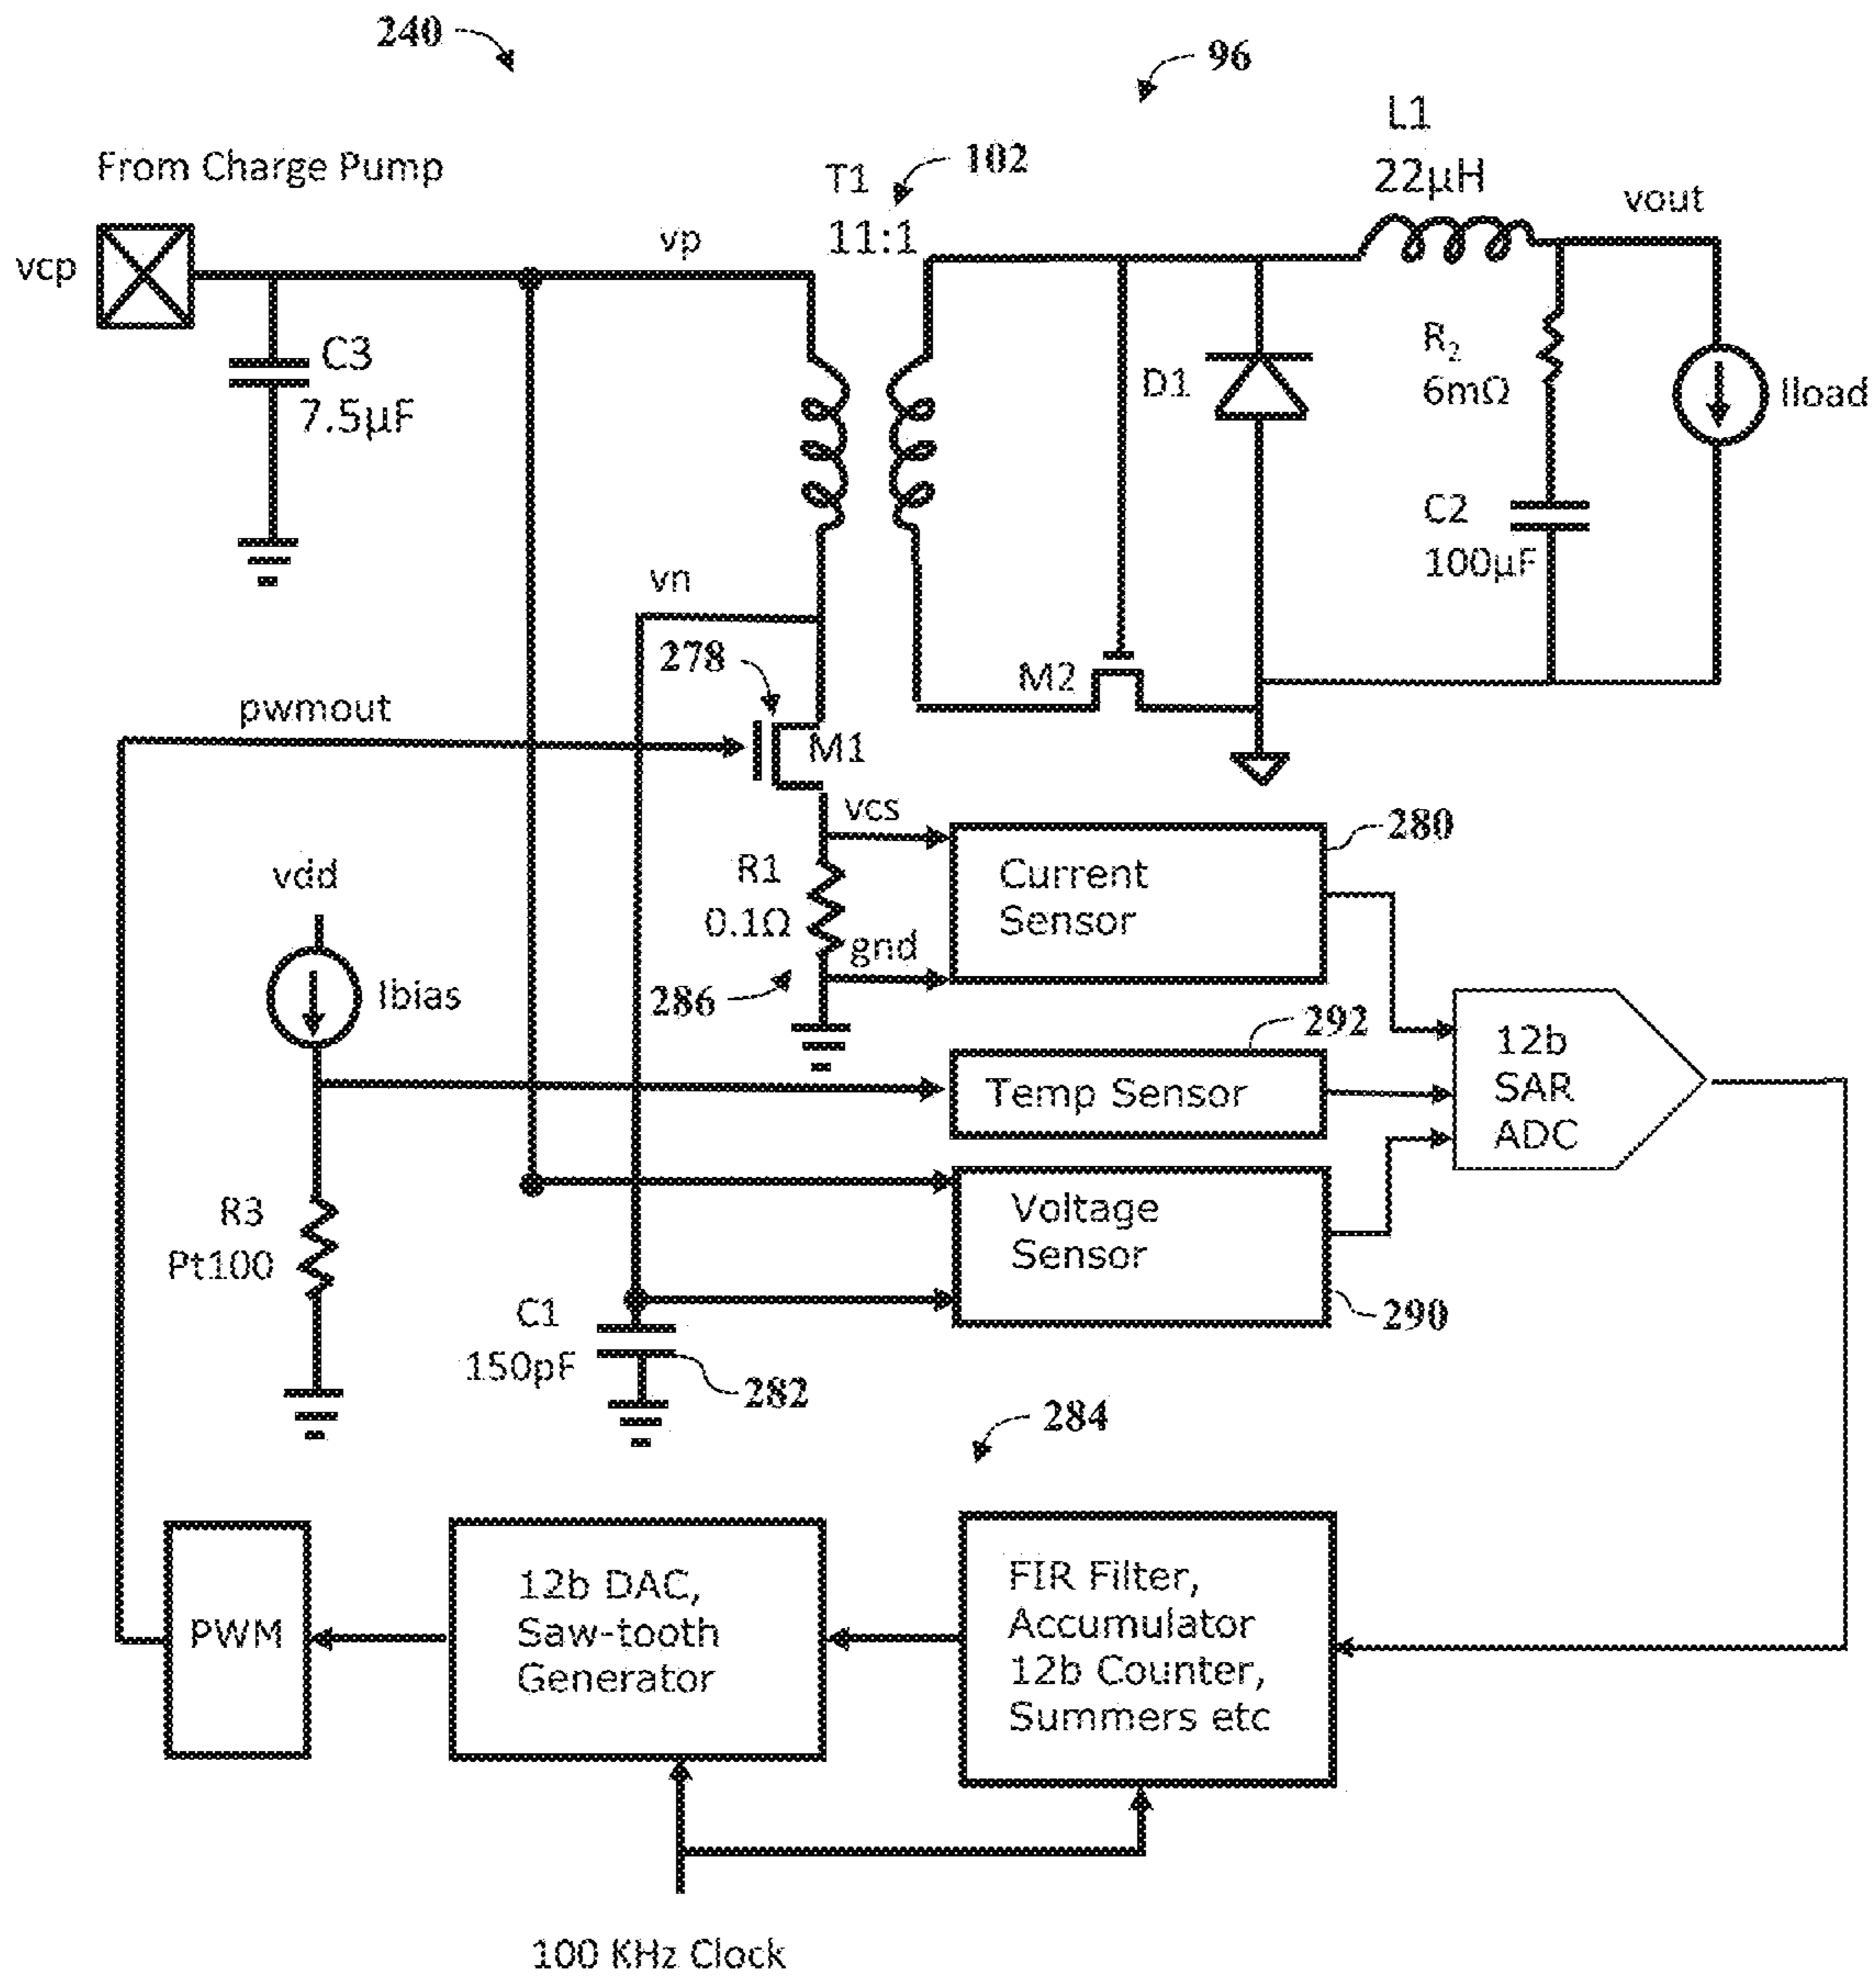 240
96
L1
22µH
From Charge Pump
T1
102
11:1
vout
vcp
vp
C3
7.5µF
D1
R2
6mΩ
Iload
C2
100µF
vn
278
M2
pwmout
M1
vcs
280
vdd
R1
0.1Ω
Current
Sensor
gnd
Ibias
286
292
12b
SAR
ADC
Temp Sensor
R3
Pt100
Voltage
Sensor
C1
150pF
290
282
284
PWM
12b DAC,
Saw-tooth
Generator
FIR Filter,
Accumulator
12b Counter,
Summers etc
100 KHz Clock